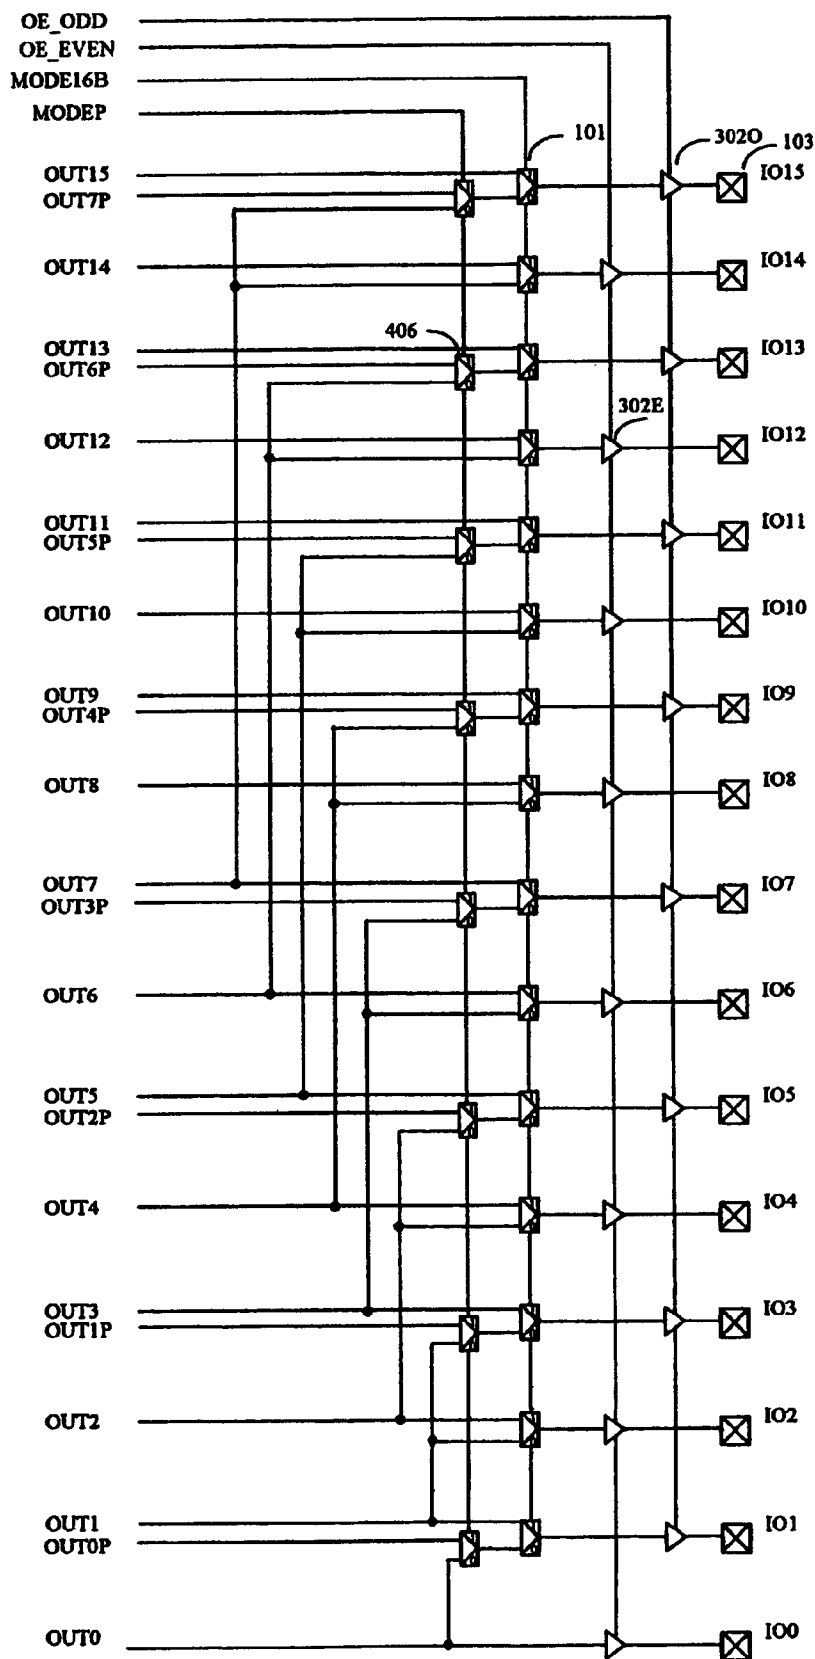 OE_ODD
OE_EVEN
MODE16B
MODEP
101
302O
103
OUT15
IO15
OUT7P
OUT14
IO14
406
OUT13
IO13
OUT6P
302E
OUT12
IO12
OUT11
IO11
OUT5P
OUT10
IO10
OUT9
IO9
OUT4P
OUT8
IO8
OUT7
IO7
OUT3P
OUT6
IO6
OUT5
IO5
OUT2P
OUT4
IO4
OUT3
IO3
OUT1P
OUT2
IO2
OUT1
IO1
OUT0P
OUT0
IO0